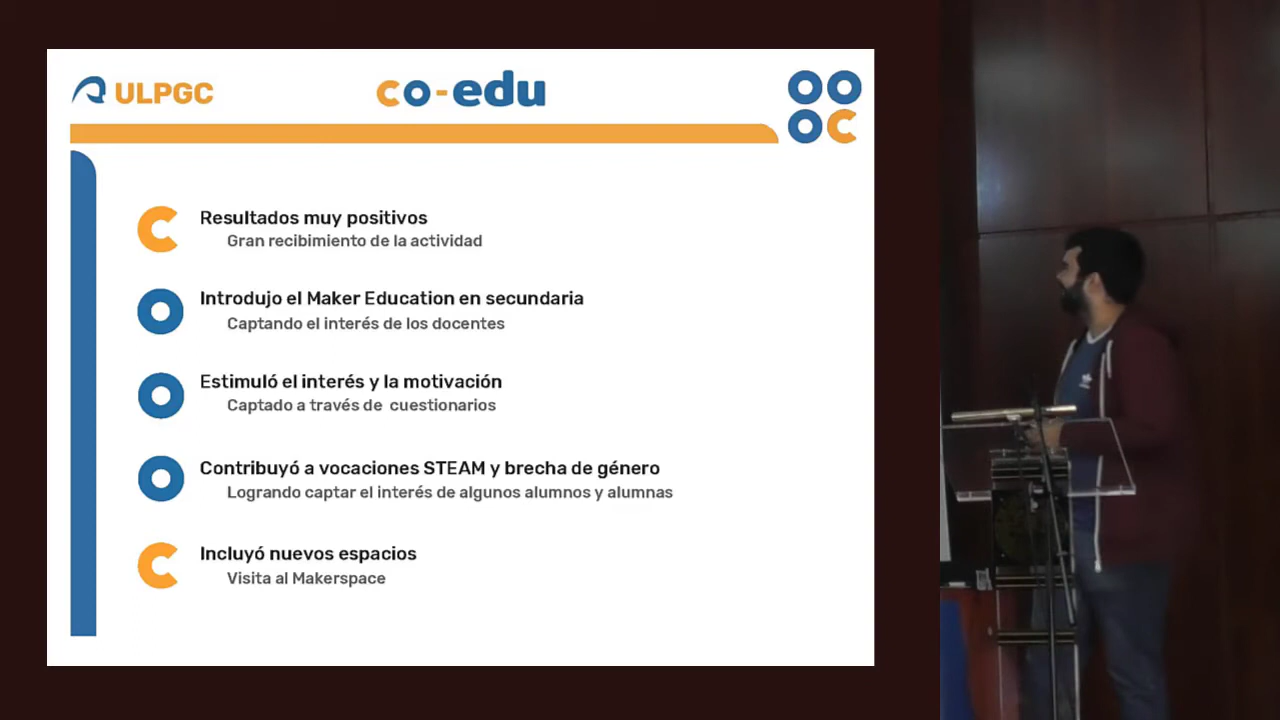 ULPGC
co-edu
Resultados muy positivos
Gran recibimiento de la actividad
Introdujo el Maker Education en secundaria
Captando el interés de los docentes
Estimuló el interés y la motivación
Captado a través de cuestionarios
Contribuyó a vocaciones STEAM y brecha de género
Logrando captar el interés de algunos alumnos y alumnas
Incluyó nuevos espacios
Visita al Makerspace